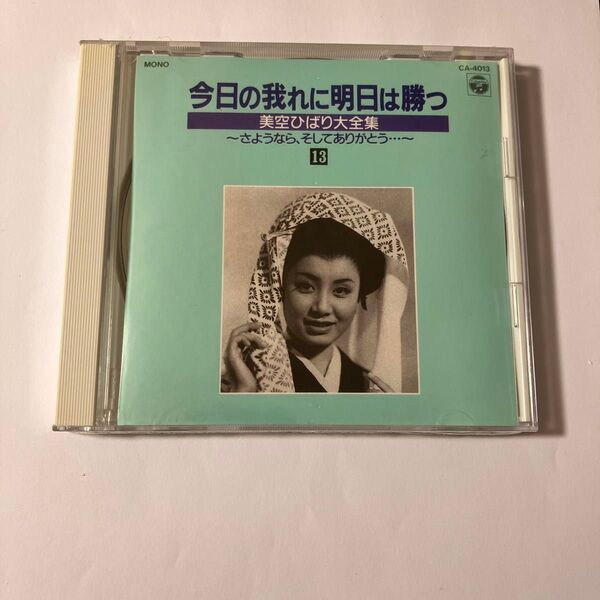 MONO
CA-4013
今日の我れに明日は勝つ
美空ひばり大全集
〜さようなら、そしてありがとう…〜
13